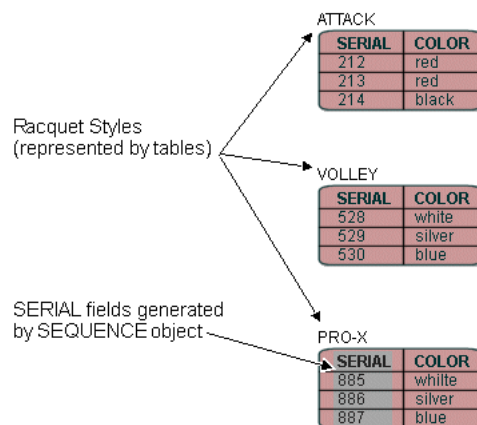 ATTACK
SERIAL COLOR
212 red
213 red
214 black
Racquet Styles
(represented by tables)
VOLLEY
SERIAL COLOR
528 white
529 silver
530 blue
SERIAL fields generated
by SEQUENCE object
PRO-X
SERIAL COLOR
885 whilte
886 silver
887 blue